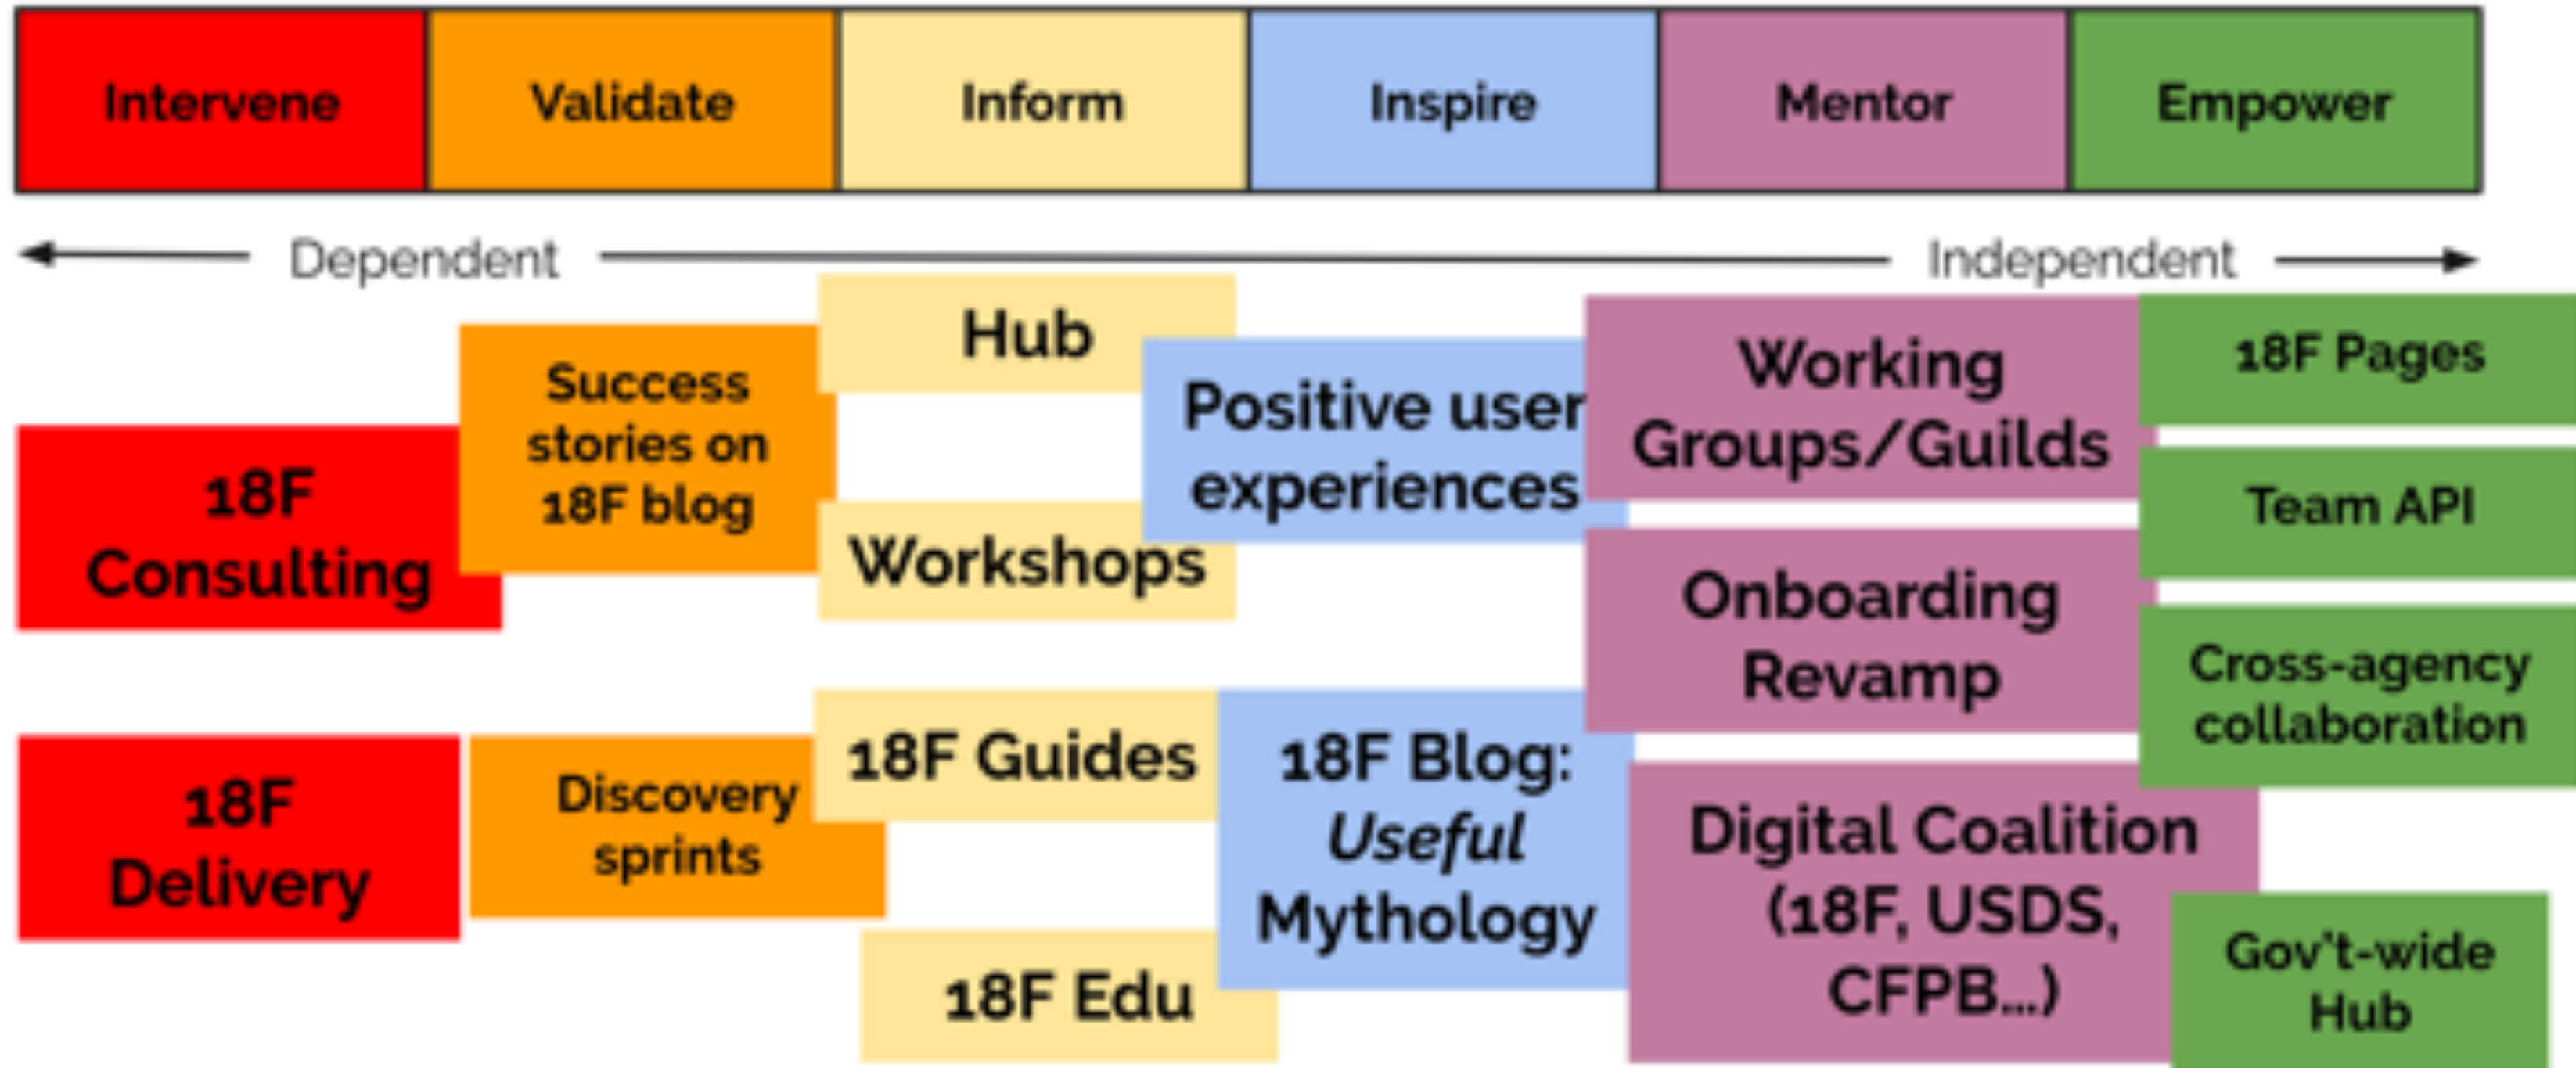 Intervene
Validate
Inform
Inspire
Mentor
Empower
Dependent
Independent
18F
Consulting
18F
Delivery
Success
stories on
18F blog
Discovery
sprints
Hub
Workshops
18F Guides
18F Edu
Positive user
experiences
18F Blog:
Useful
Mythology
Working
Groups/Guilds
Onboarding
Revamp
Digital Coalition
(18F, USDS,
CFPB...)
18F Pages
Team API
Cross-agency
collaboration
Gov't-wide
Hub